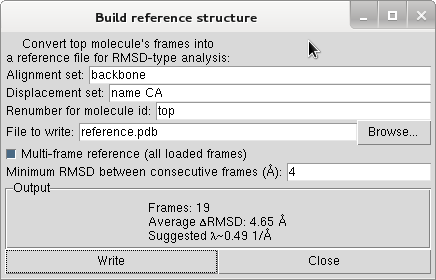 Build reference structure
Convert top molecule's frames into
a reference file for RMSD-type analysis:
Alignment set: backbone
Displacement set: name CA
Renumber for molecule id: top
File to write: reference.pdb Browse...
Multi-frame reference (all loaded frames)
Minimum RMSD between consecutive frames (Å): 4
Output
Frames: 19
Average ΔRMSD: 4.65 Å
Suggested λ~0.49 1/Å
Write Close